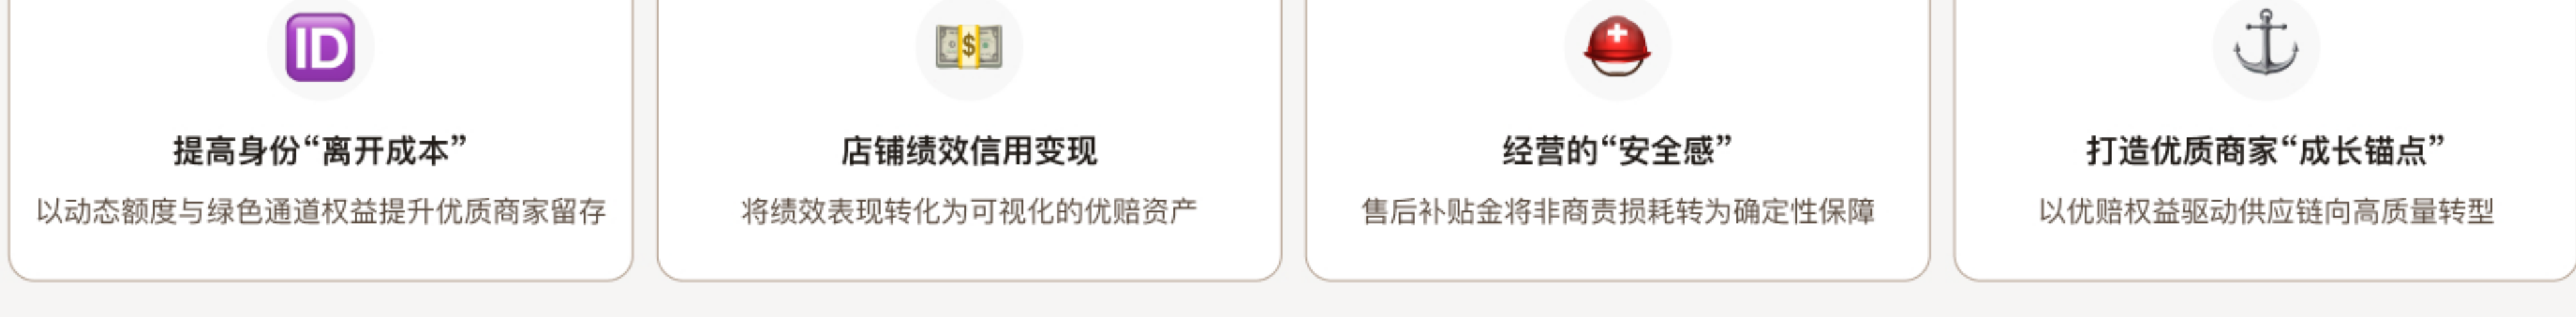 ID
提高身份“离开成本”
以动态额度与绿色通道权益提升优质商家留存
$
店铺绩效信用变现
将绩效表现转化为可视化的优赔资产
经营的“安全感”
售后补贴金将非商责损耗转为确定性保障
打造优质商家“成长锚点”
以优赔权益驱动供应链向高质量转型